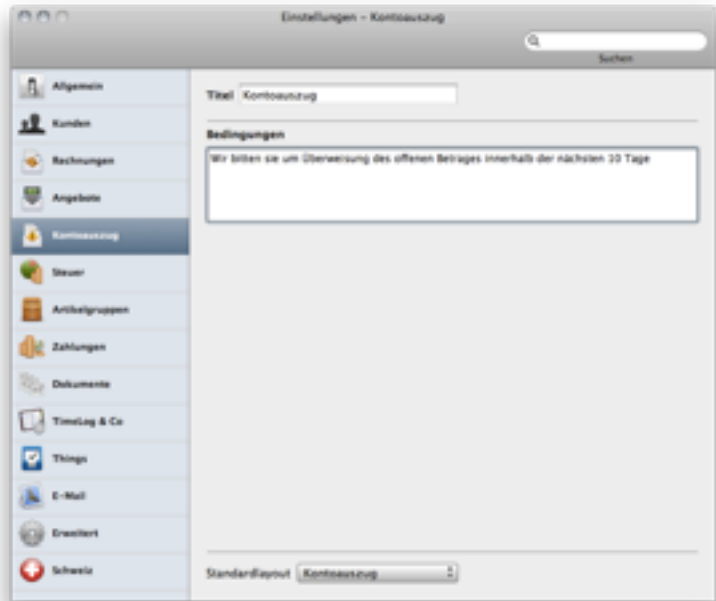 Einstellungen – Kontoauszug
Suchen
Allgemein
Kunden
Rechnungen
Angebote
Kontoauszug
Steuer
Artikelgruppen
Zahlungen
Dokumente
TimeLog & Co
Things
E-Mail
Erweitert
Schweiz
Titel Kontoauszug
Bedingungen
Wir bitten sie um Überweisung des offenen Betrages innerhalb der nächsten 10 Tage
Standardlayout Kontoauszug